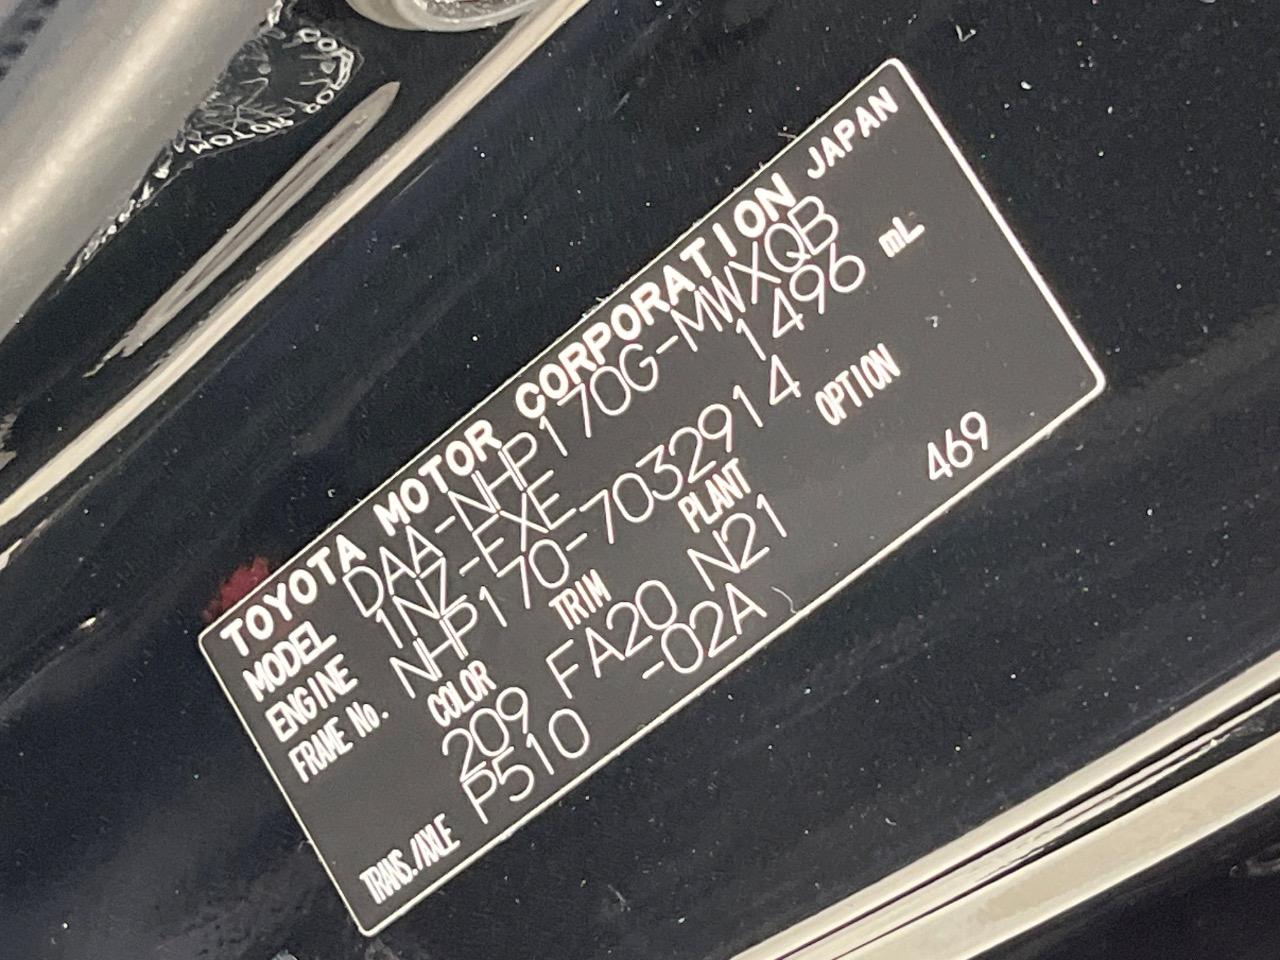 TOYOTA MOTOR CORPORATION JAPAN
MODEL DAA-NHP170G-MWXQB
ENGINE 1NZ-FXE 1496 mL
FRAME No. NHP170-7032914
COLOR TRIM PLANT OPTION
209 FA20 N21 469
TRANS./AXLE P510 -02A